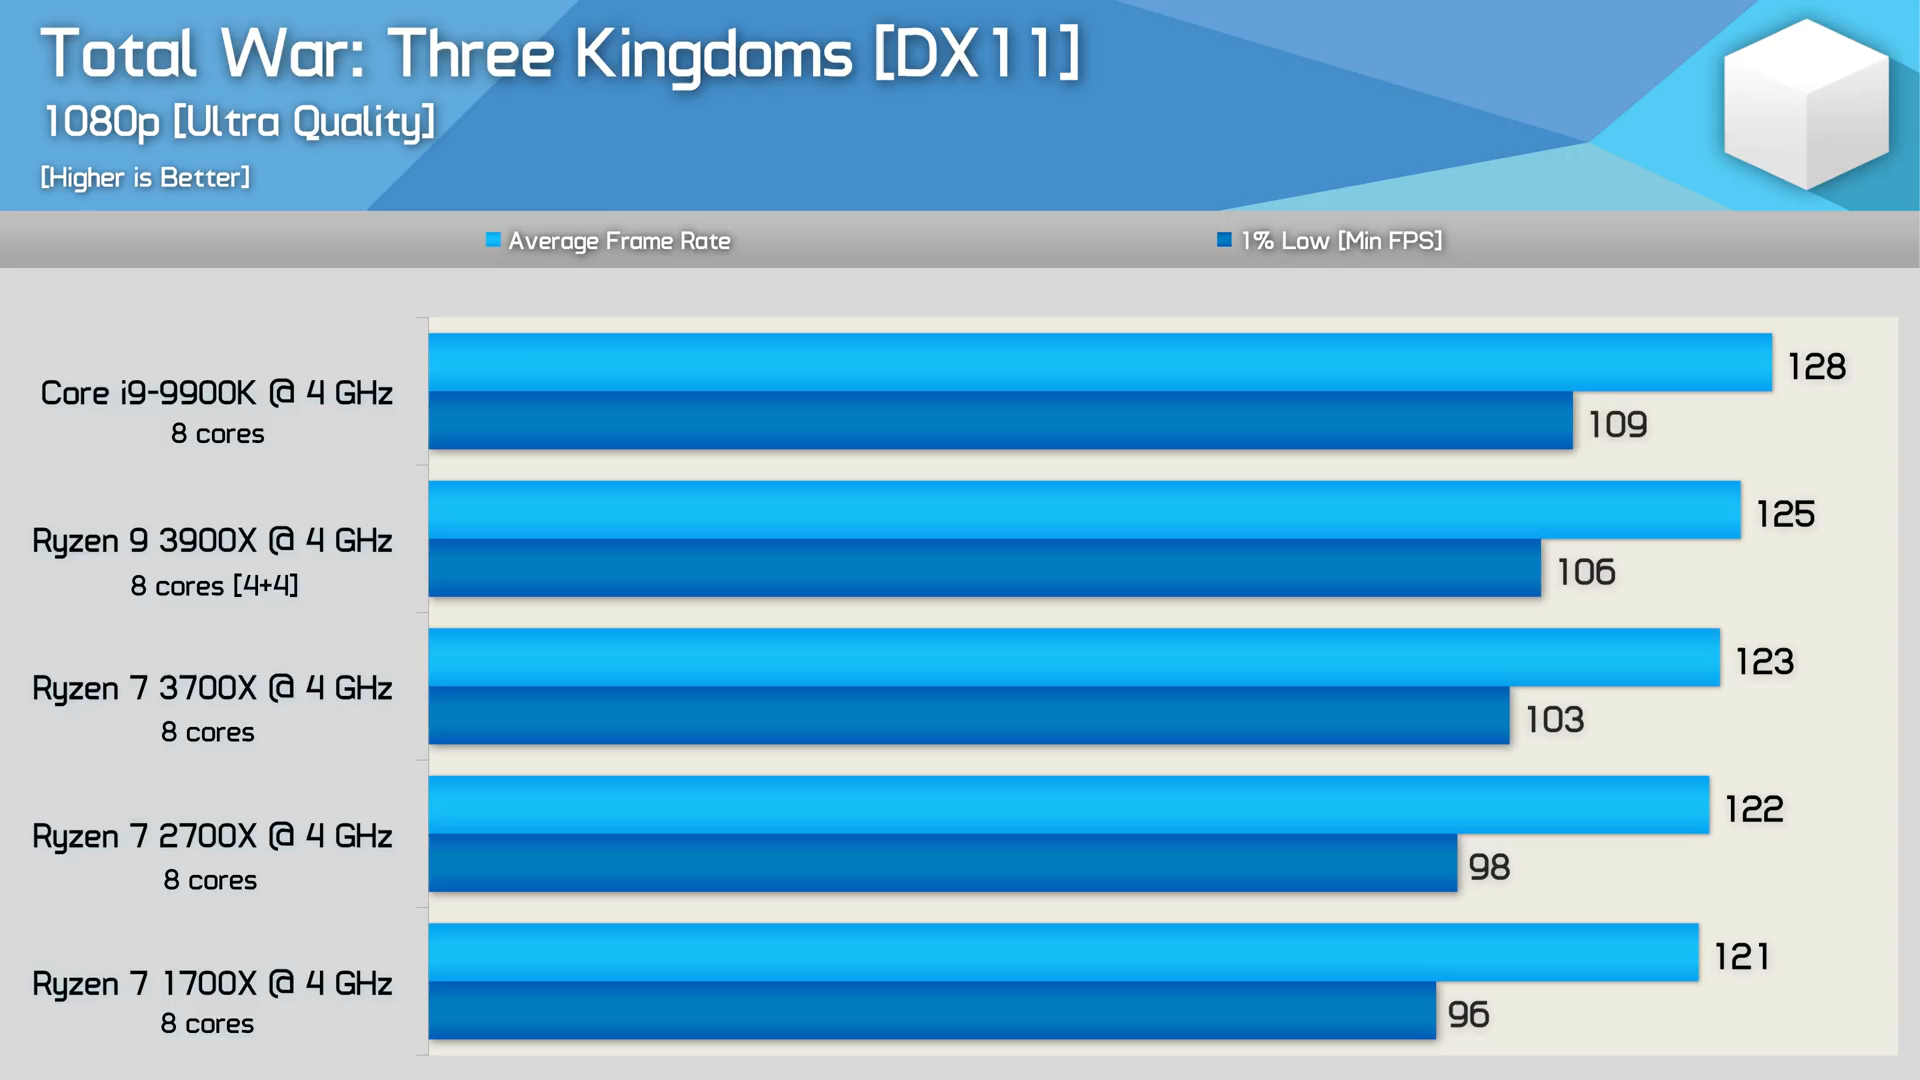 Total War: Three Kingdoms [DX11]
1080p [Ultra Quality]
[Higher is Better]
Average Frame Rate
1% Low [Min FPS]
Core i9-9900K @ 4 GHz
8 cores
128
109
Ryzen 9 3900X @ 4 GHz
8 cores [4+4]
125
106
Ryzen 7 3700X @ 4 GHz
8 cores
123
103
Ryzen 7 2700X @ 4 GHz
8 cores
122
98
Ryzen 7 1700X @ 4 GHz
8 cores
121
96